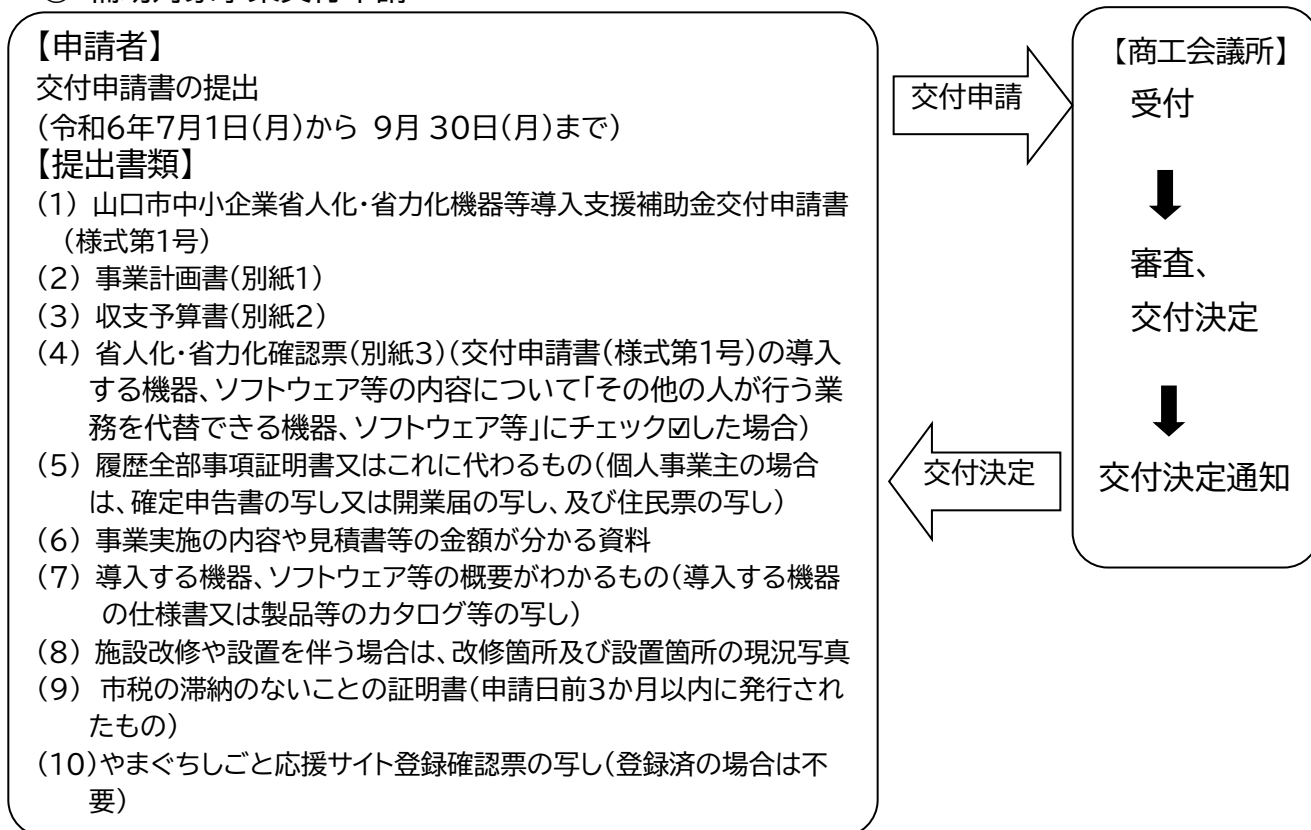 【申請者】
交付申請書の提出
(令和6年7月1日(月)から 9月 30日(月)まで)
【提出書類】
(1) 山口市中小企業省人化・省力化機器等導入支援補助金交付申請書
(様式第1号)
(2) 事業計画書(別紙1)
(3) 収支予算書(別紙2)
(4) 省人化・省力化確認票(別紙3)(交付申請書(様式第1号)の導入
する機器、ソフトウェア等の内容について「その他の人が行う業
務を代替できる機器、ソフトウェア等」にチェック☑した場合)
(5) 履歴全部事項証明書又はこれに代わるもの(個人事業主の場合
は、確定申告書の写し又は開業届の写し、及び住民票の写し)
(6) 事業実施の内容や見積書等の金額が分かる資料
(7) 導入する機器、ソフトウェア等の概要がわかるもの(導入する機器
の仕様書又は製品等のカタログ等の写し)
(8) 施設改修や設置を伴う場合は、改修箇所及び設置箇所の現況写真
(9) 市税の滞納のないことの証明書(申請日前3か月以内に発行され
たもの)
(10)やまぐちしごと応援サイト登録確認票の写し(登録済の場合は不
要)
交付申請
交付決定
【商工会議所】
受付
審査、
交付決定
交付決定通知